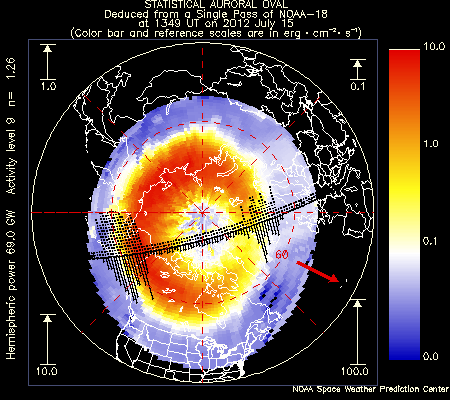 STATISTICAL AURORAL OVAL
Deduced from a Single Pass of NOAA-18
at 1349 UT on 2012 July 15
(Color bar and reference scales are in erg · cm⁻² · s⁻¹)
Hemispheric power 69.0 GW Activity level 9 n= 1.26
1.0
0.1
10.0
100.0
60
10.0
1.0
0.1
0.0
NOAA Space Weather Prediction Center